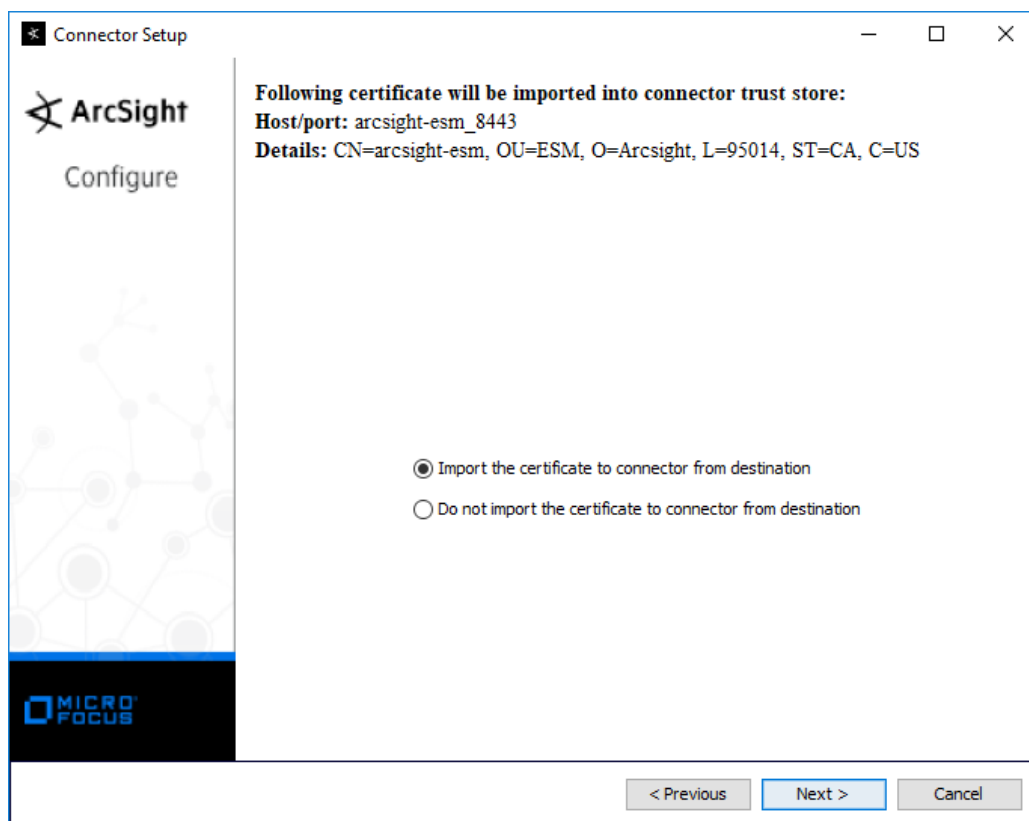 Connector Setup
ArcSight
Configure
Following certificate will be imported into connector trust store:
Host/port: arcsight-esm_8443
Details: CN=arcsight-esm, OU=ESM, O=Arcsight, L=95014, ST=CA, C=US
Import the certificate to connector from destination
Do not import the certificate to connector from destination
MICRO
FOCUS
< Previous
Next >
Cancel